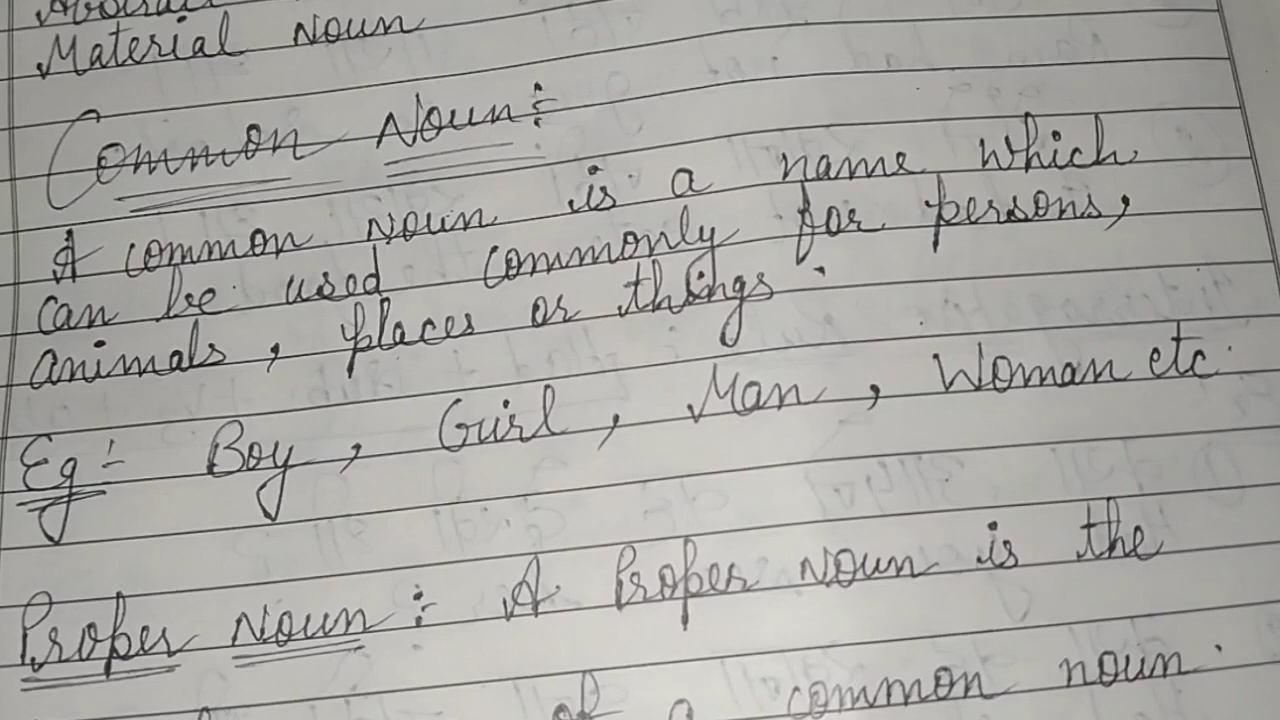 Material Noun
Common Noun:-
A common noun is a name which
can be used commonly for persons,
animals, places or things.
Eg:- Boy, Girl, Man, Woman etc.
Proper Noun:- A Proper noun is the
of a common noun.